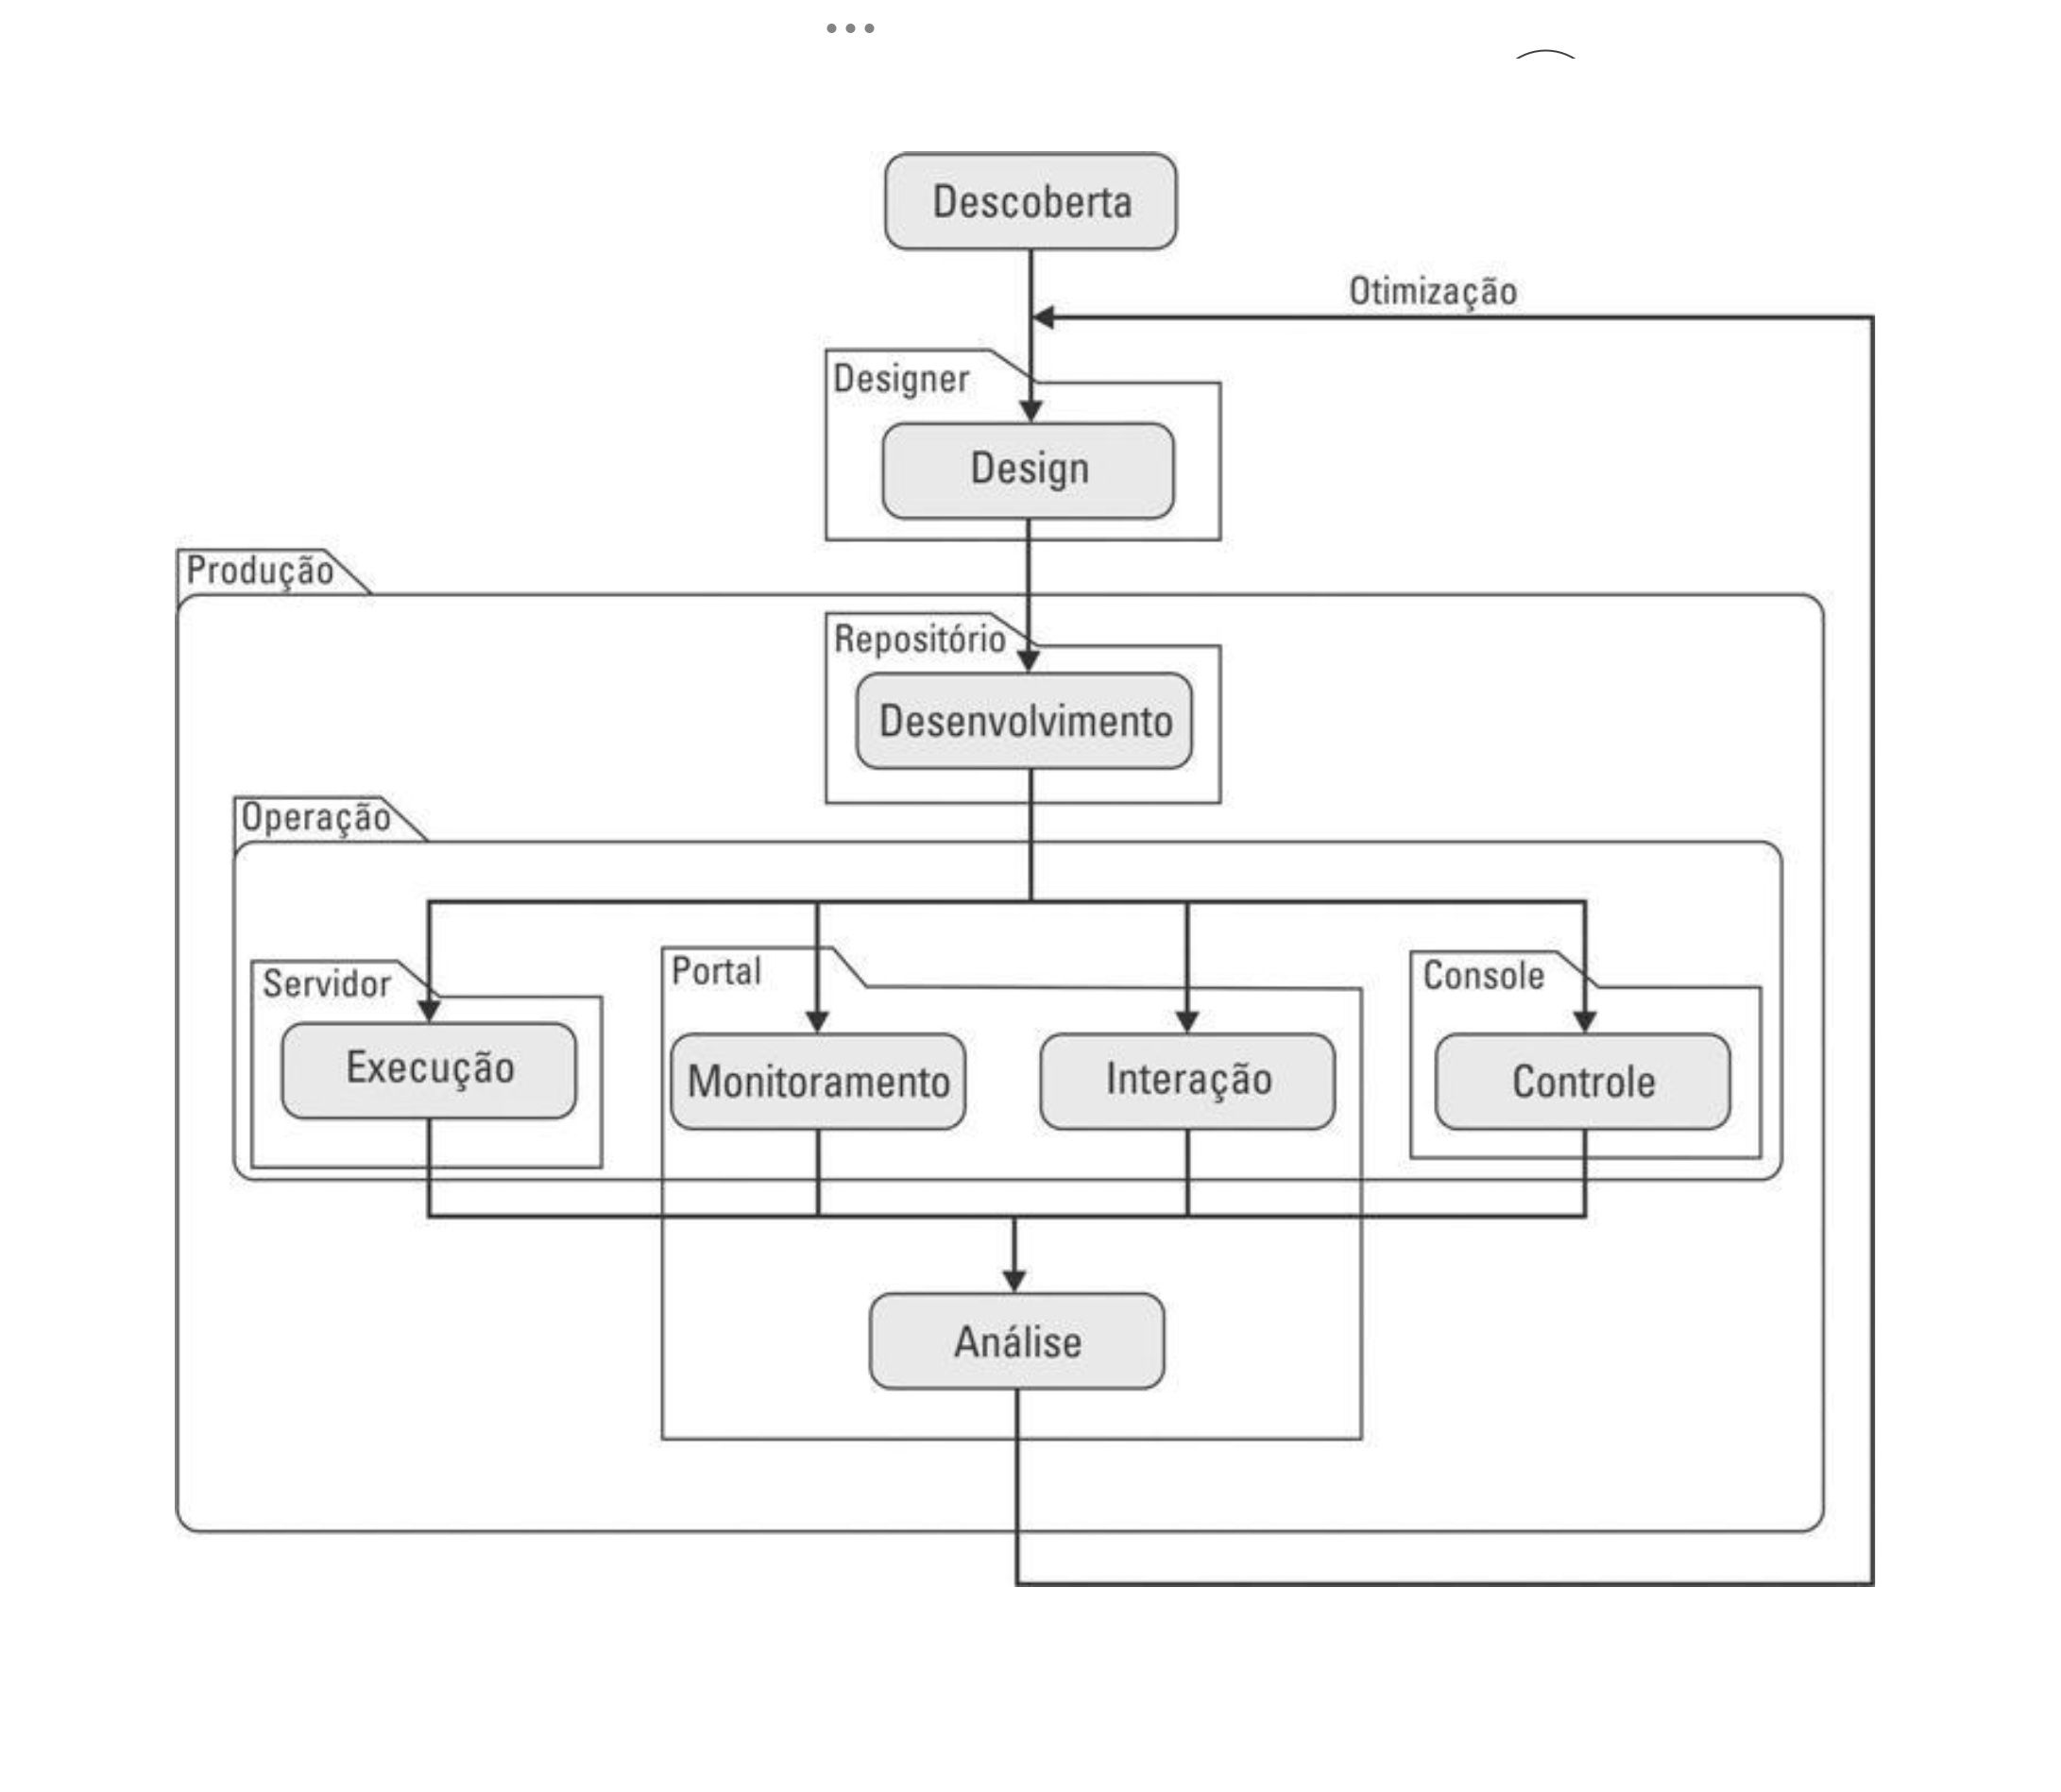 Descoberta
Otimização
Designer
Design
Produção
Repositório
Desenvolvimento
Operação
Servidor
Portal
Console
Execução
Monitoramento
Interação
Controle
Análise